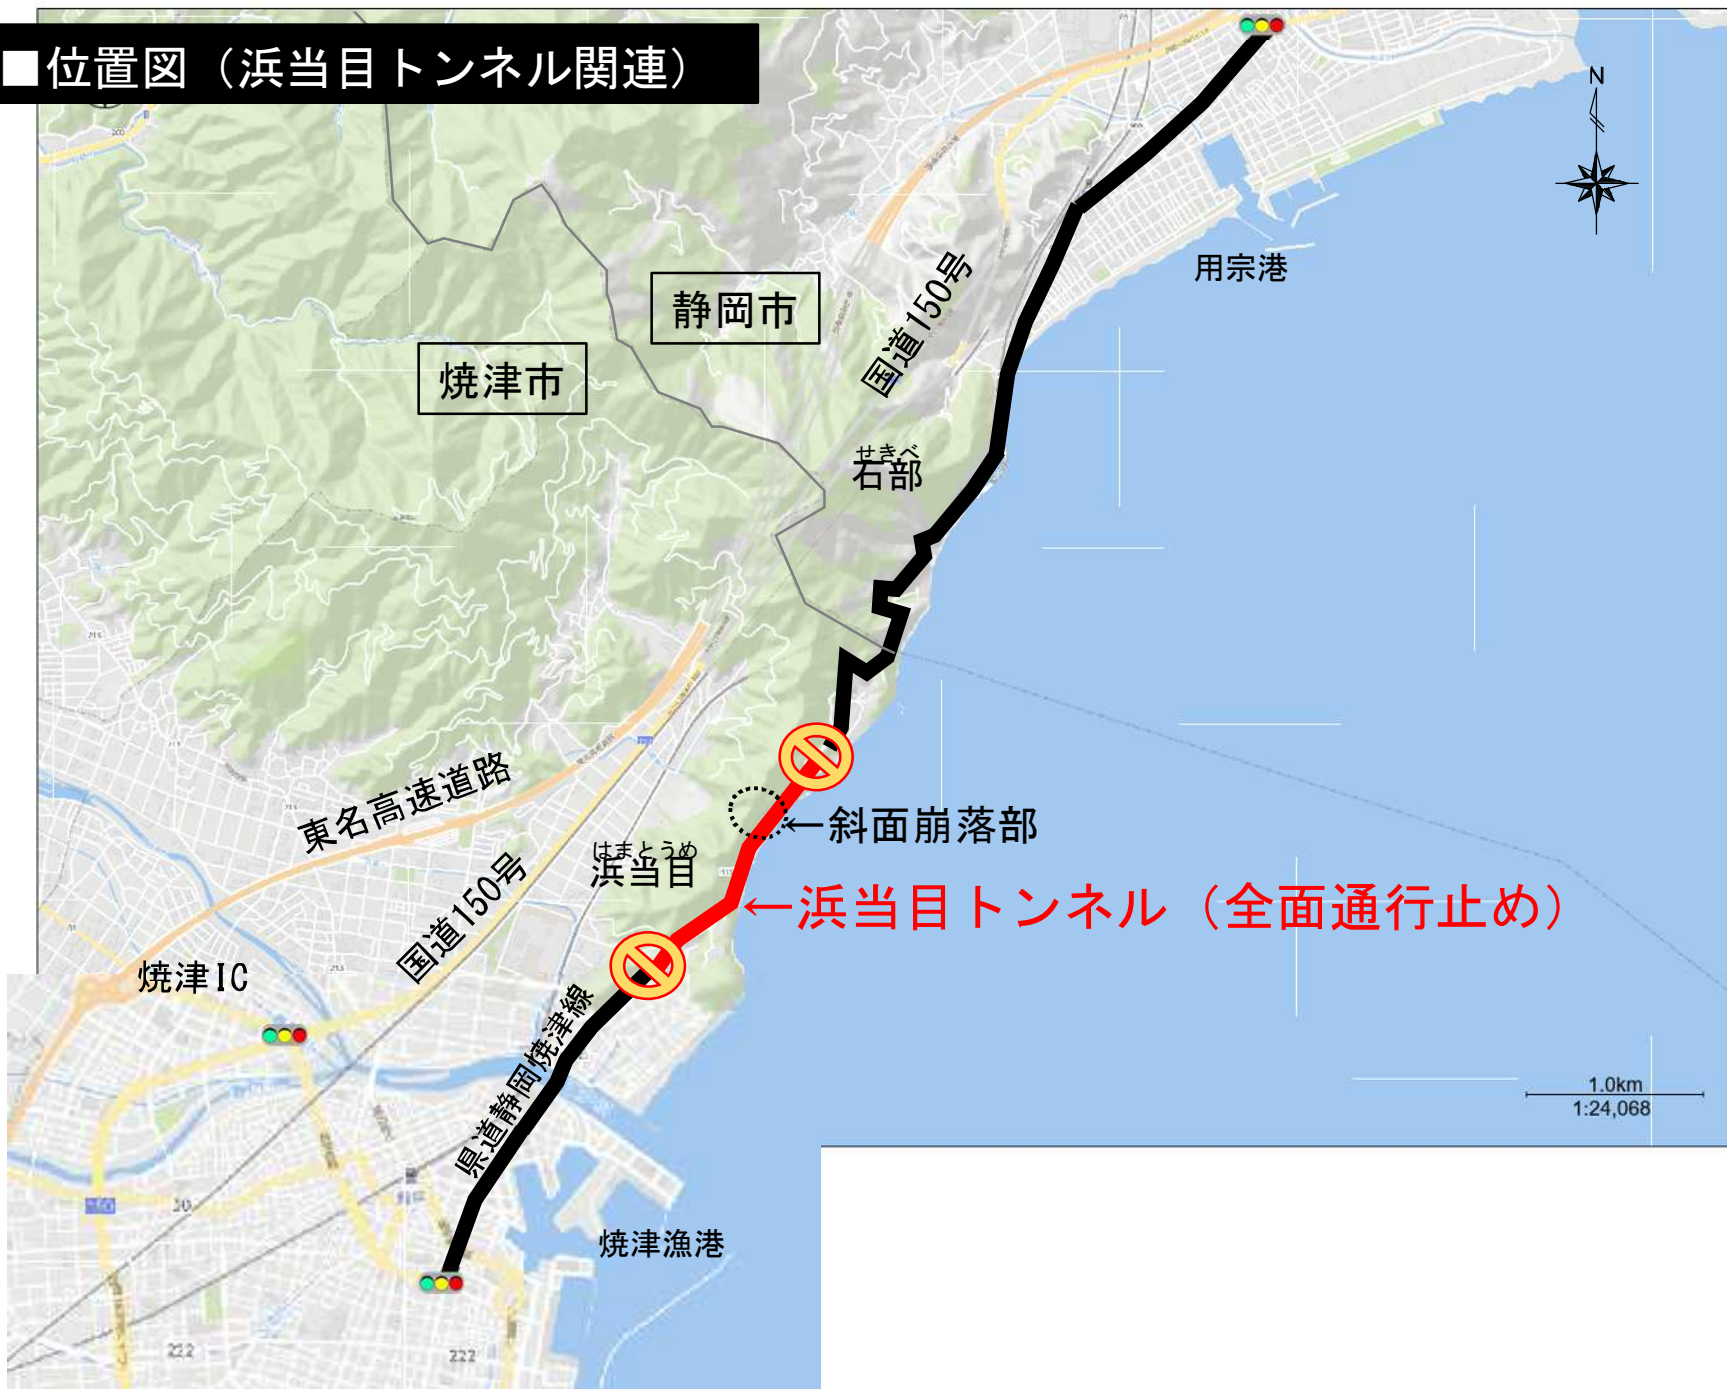 ■位置図（浜当目トンネル関連）
N
用宗港
静岡市
国道150号
焼津市
せきべ
石部
東名高速道路
←斜面崩落部
はまとうめ
浜当目
←浜当目トンネル（全面通行止め）
国道150号
焼津IC
県道静岡焼津線
1.0km
1:24,068
焼津漁港
30
222
222